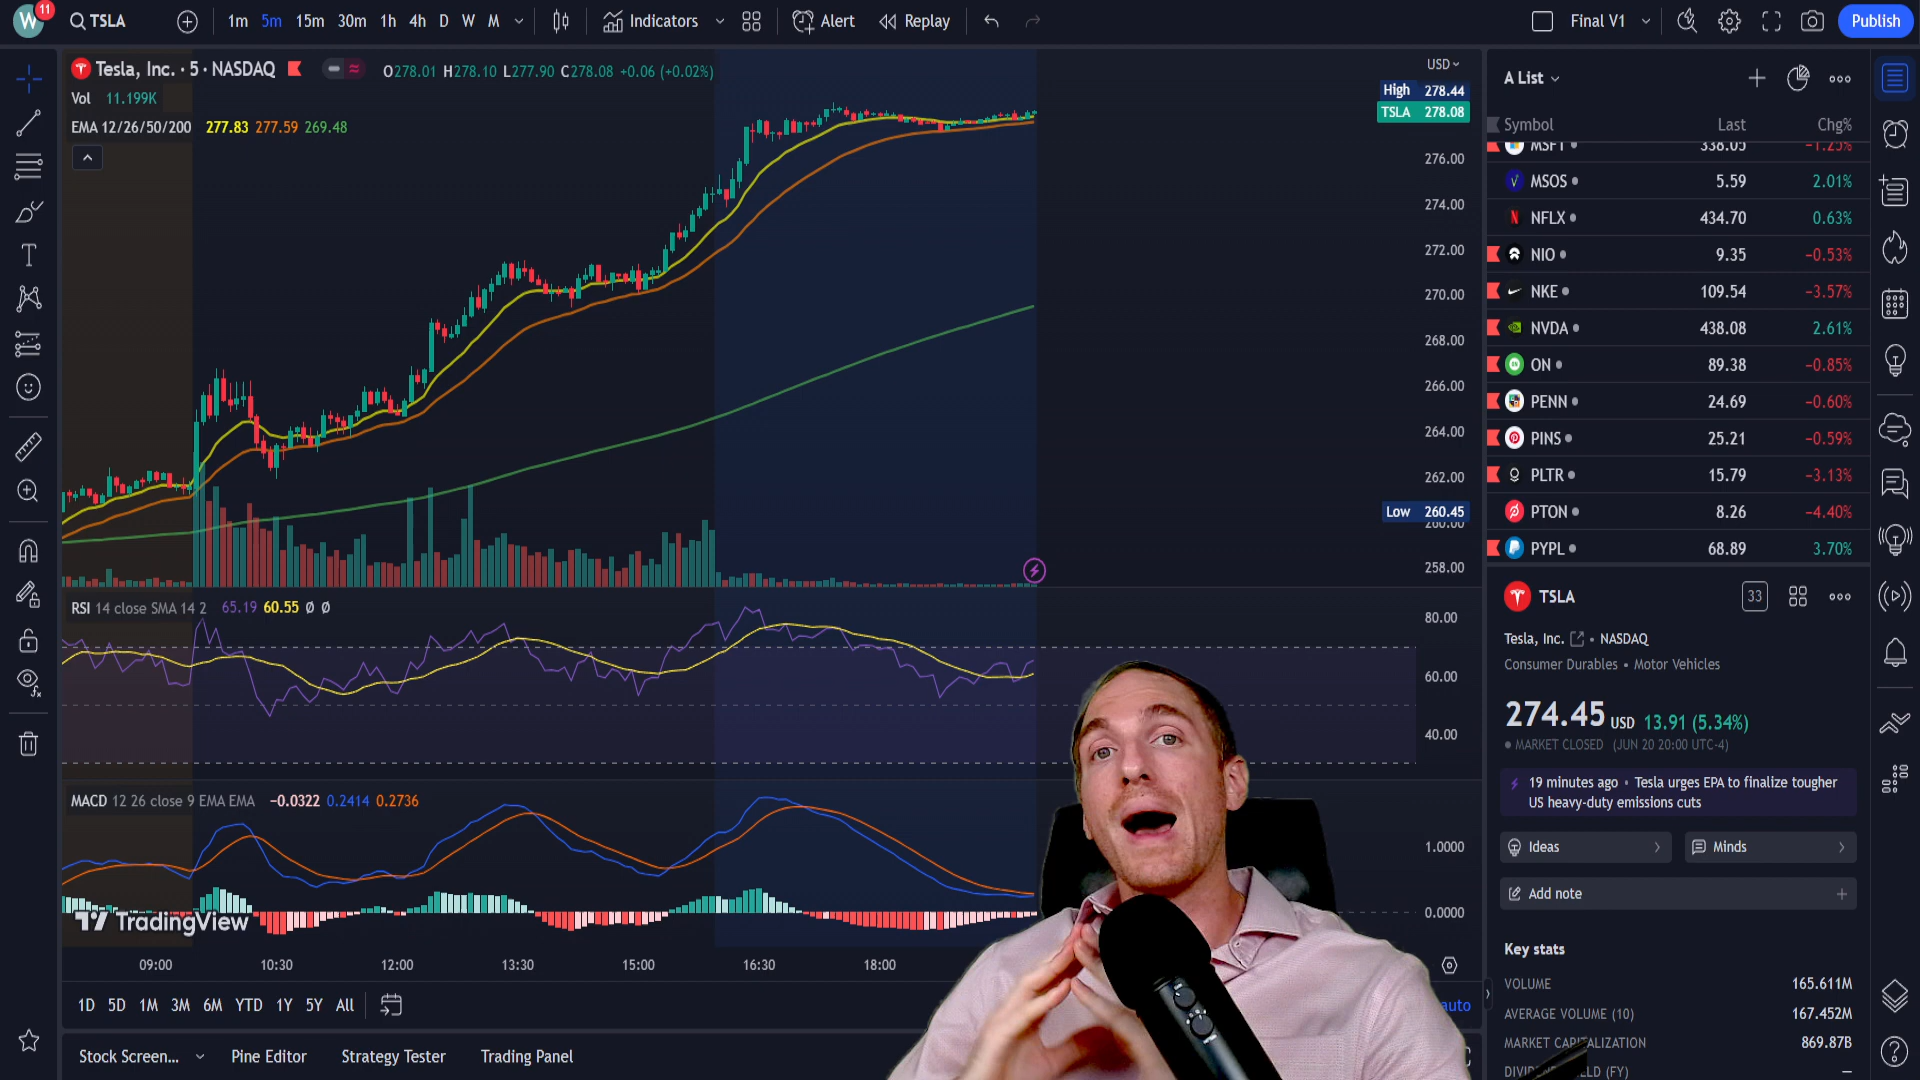 W 11 TSLA 1m 5m 15m 30m 1h 4h D W M Indicators Alert Replay Final V1 Publish
Tesla, Inc. · 5 · NASDAQ O278.01 H278.10 L277.90 C278.08 +0.06 (+0.02%)
Vol 11.199K
EMA 12/26/50/200 277.83 277.59 269.48
USD
High 278.44
TSLA 278.08
276.00
274.00
272.00
270.00
268.00
266.00
264.00
262.00
Low 260.45
260.00
258.00
RSI 14 close SMA 14 2 65.19 60.55 Ø Ø
80.00
60.00
40.00
MACD 12 26 close 9 EMA EMA −0.0322 0.2414 0.2736
1.0000
0.0000
TradingView
09:00 10:30 12:00 13:30 15:00 16:30 18:00
1D 5D 1M 3M 6M YTD 1Y 5Y All
auto
Stock Screen... Pine Editor Strategy Tester Trading Panel
A List
Symbol Last Chg%
MSFT 338.05 −1.25%
MSOS 5.59 2.01%
NFLX 434.70 0.63%
NIO 9.35 −0.53%
NKE 109.54 −3.57%
NVDA 438.08 2.61%
ON 89.38 −0.85%
PENN 24.69 −0.60%
PINS 25.21 −0.59%
PLTR 15.79 −3.13%
PTON 8.26 −4.40%
PYPL 68.89 3.70%
TSLA 33
Tesla, Inc. • NASDAQ
Consumer Durables • Motor Vehicles
274.45 USD 13.91 (5.34%)
MARKET CLOSED (JUN 20 20:00 UTC-4)
19 minutes ago • Tesla urges EPA to finalize tougher
US heavy-duty emissions cuts
Ideas Minds
Add note
Key stats
VOLUME 165.611M
AVERAGE VOLUME (10) 167.452M
MARKET CAPITALIZATION 869.87B
(FY) —